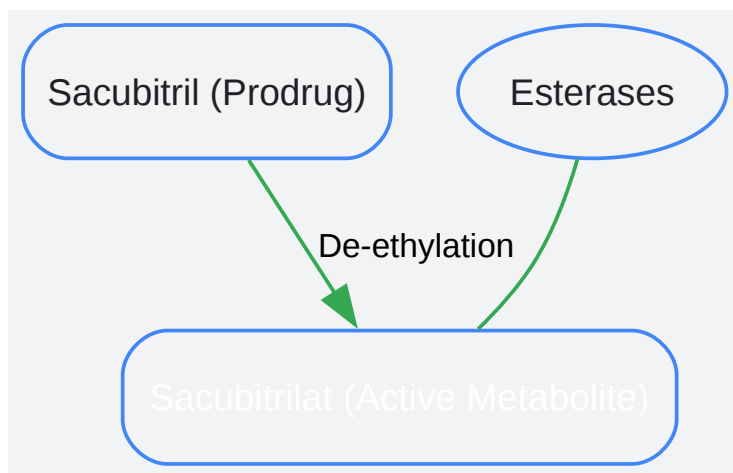 Sacubitril (Prodrug)
Esterases
De-ethylation
Sacubitrilat (Active Metabolite)